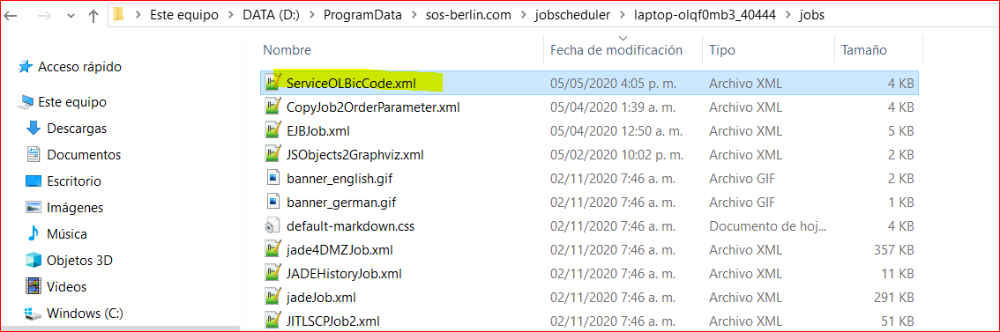 Este equipo > DATA (D:) > ProgramData > sos-berlin.com > jobscheduler > laptop-olqf0mb3_40444 > jobs
Nombre Fecha de modificación Tipo Tamaño
Acceso rápido
Este equipo
Descargas
Documentos
Escritorio
Imágenes
Música
Objetos 3D
Videos
Windows (C:)
ServiceOLBicCode.xml 05/05/2020 4:05 p. m. Archivo XML 4 KB
CopyJob2OrderParameter.xml 05/04/2020 1:39 a. m. Archivo XML 4 KB
EJBJob.xml 05/04/2020 12:50 a. m. Archivo XML 5 KB
JSObjects2Graphviz.xml 05/02/2020 10:02 p. m. Archivo XML 2 KB
banner_english.gif 02/11/2020 7:46 a. m. Archivo GIF 2 KB
banner_german.gif 02/11/2020 7:46 a. m. Archivo GIF 1 KB
default-markdown.css 02/11/2020 7:46 a. m. Documento de hoj... 4 KB
jade4DMZJob.xml 02/11/2020 7:46 a. m. Archivo XML 357 KB
JADEHistoryJob.xml 02/11/2020 7:46 a. m. Archivo XML 11 KB
jadeJob.xml 02/11/2020 7:46 a. m. Archivo XML 291 KB
JITLSCPJob2.xml 02/11/2020 7:46 a. m. Archivo XML 51 KB